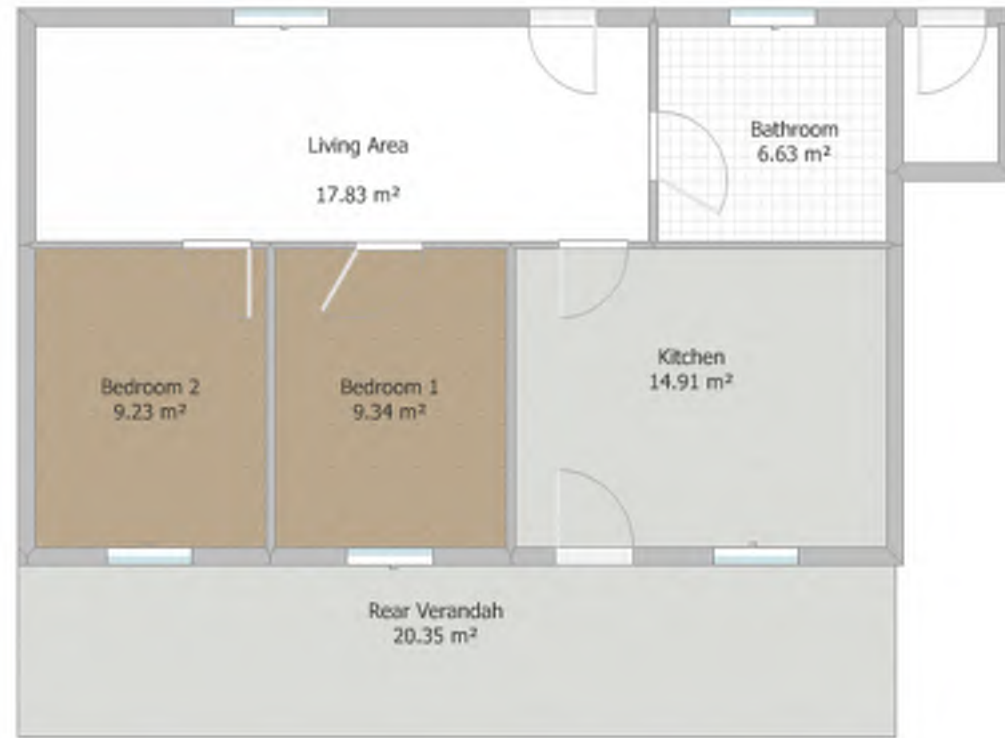 Living Area
17.83 m²
Bathroom
6.63 m²
Bedroom 2
9.23 m²
Bedroom 1
9.34 m²
Kitchen
14.91 m²
Rear Verandah
20.35 m²